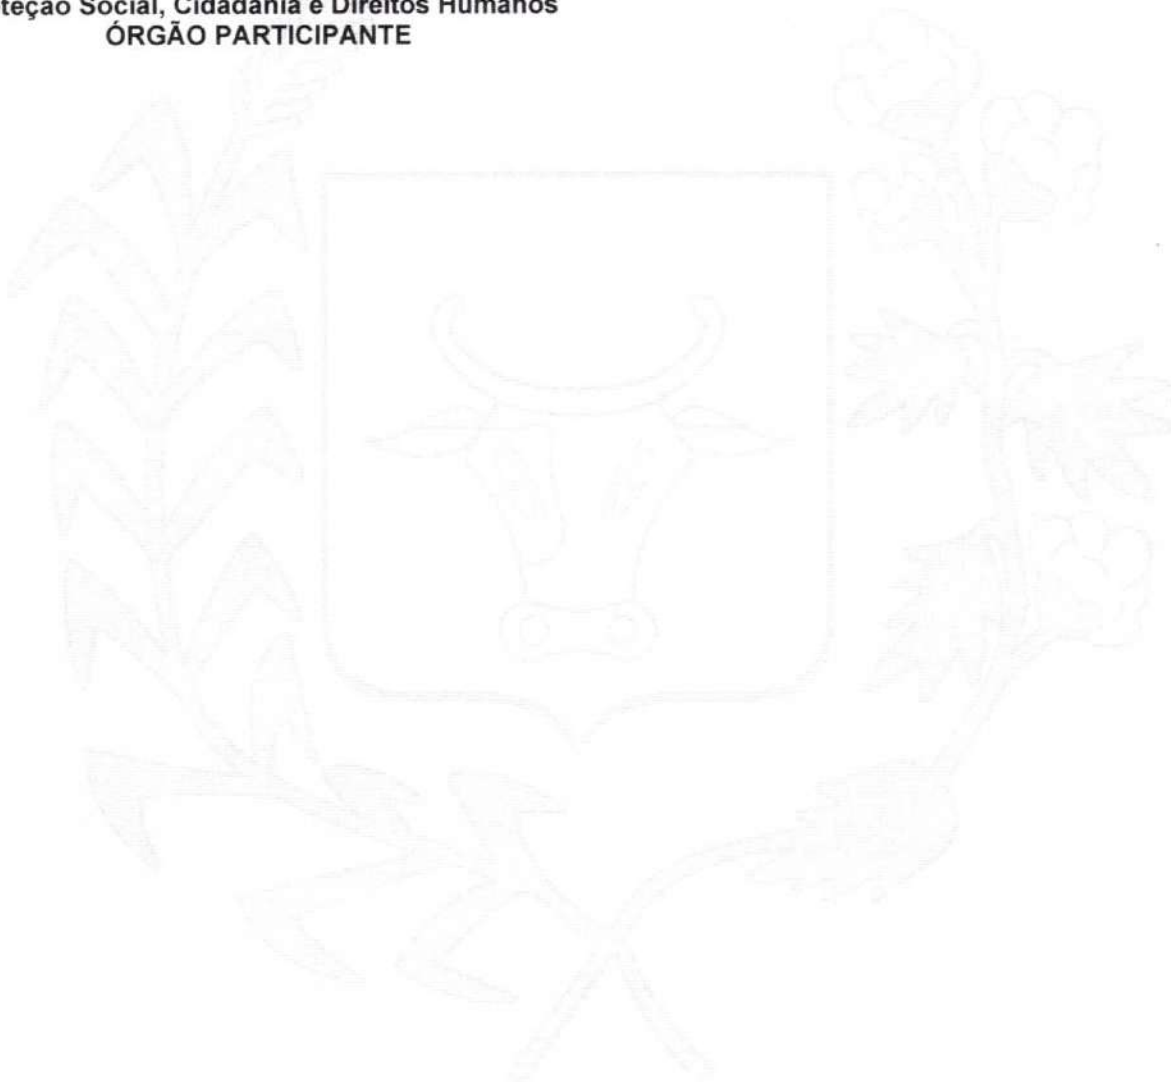 teção Social, Cidadania e Direitos Humanos
ÓRGÃO PARTICIPANTE